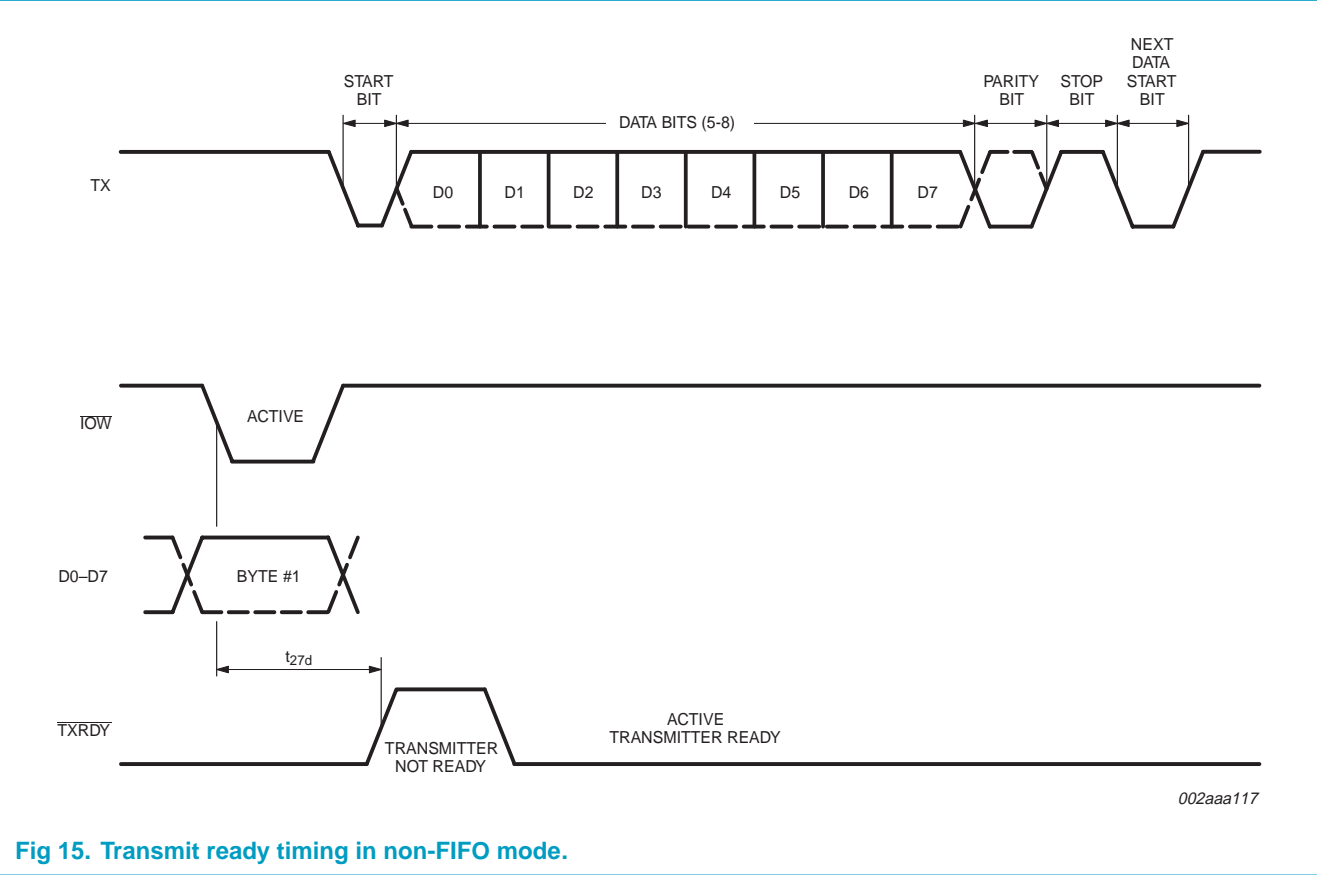 START
BIT
DATA BITS (5-8)
PARITY
BIT
STOP
BIT
NEXT
DATA
START
BIT
TX
D0 D1 D2 D3 D4 D5 D6 D7
IOW
ACTIVE
D0–D7
BYTE #1
t27d
TXRDY
TRANSMITTER
NOT READY
ACTIVE
TRANSMITTER READY
002aaa117
Fig 15. Transmit ready timing in non-FIFO mode.